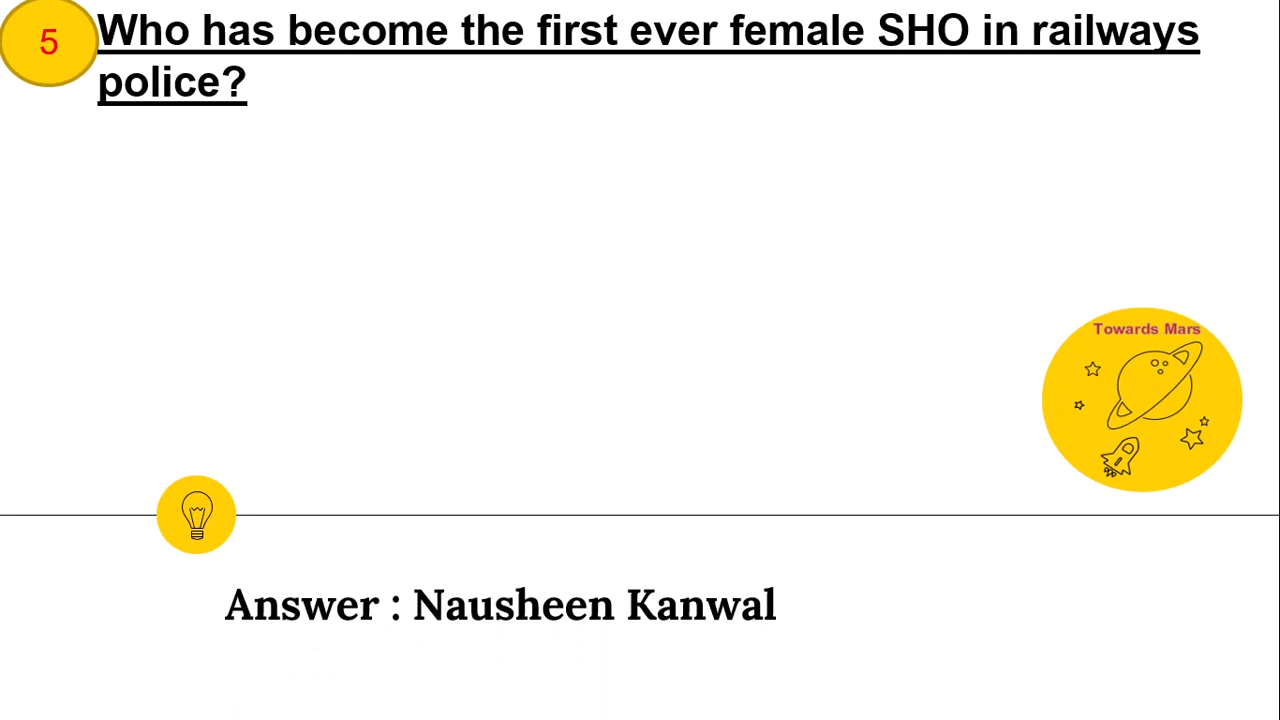 5
Who has become the first ever female SHO in railways
police?
Towards Mars
Answer : Nausheen Kanwal